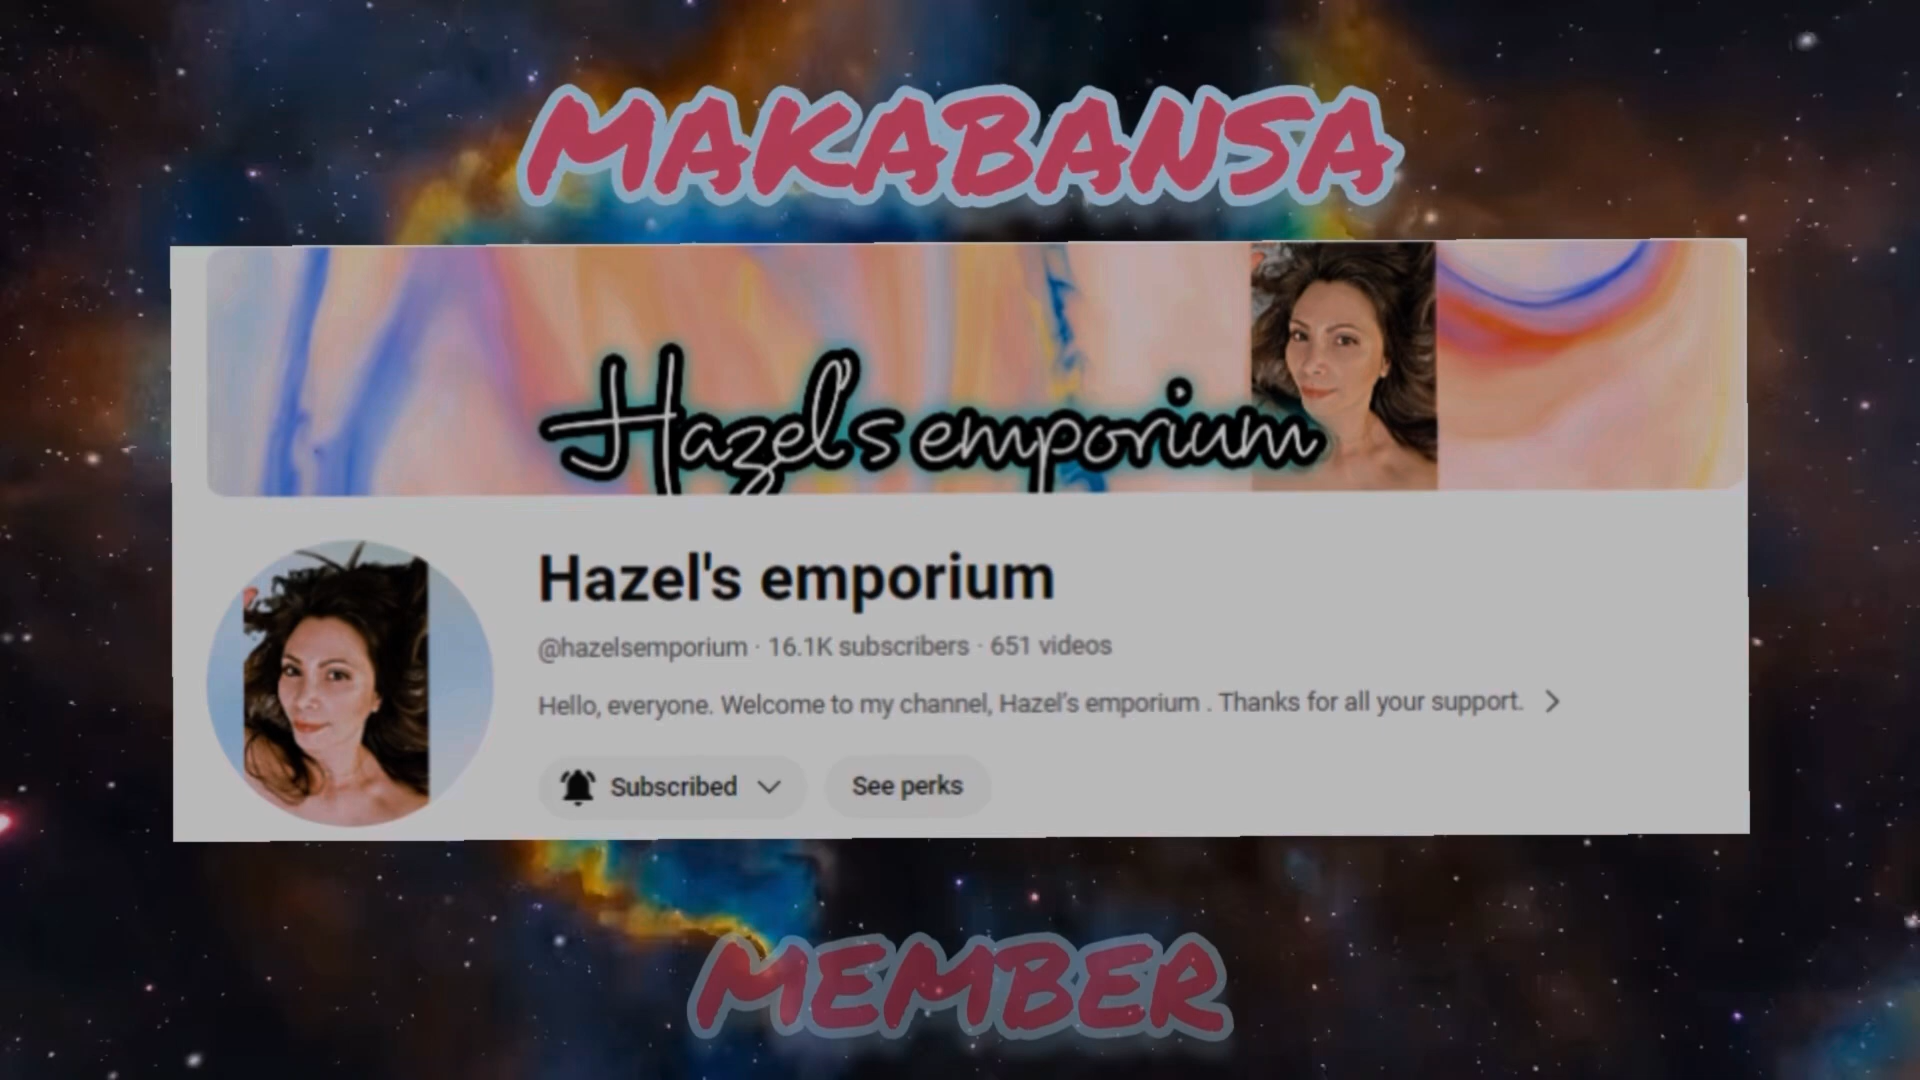 MAKABANSA
Hazel's emporium
Hazel's emporium
@hazelsemporium · 16.1K subscribers · 651 videos
Hello, everyone. Welcome to my channel, Hazel's emporium . Thanks for all your support.
Subscribed
See perks
MEMBER